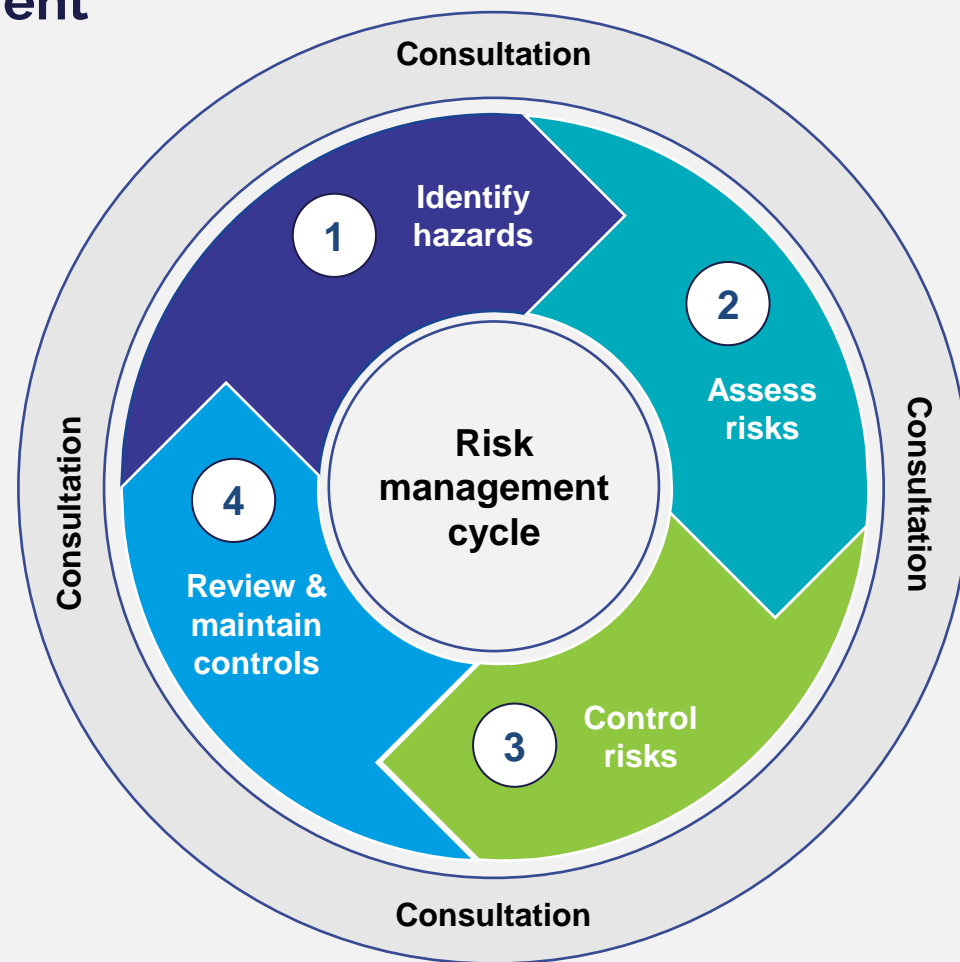 ent
Consultation
1
Identify
hazards
2
Assess
risks
Consultation
3
Control
risks
Consultation
4
Review &
maintain
controls
Consultation
Risk
management
cycle